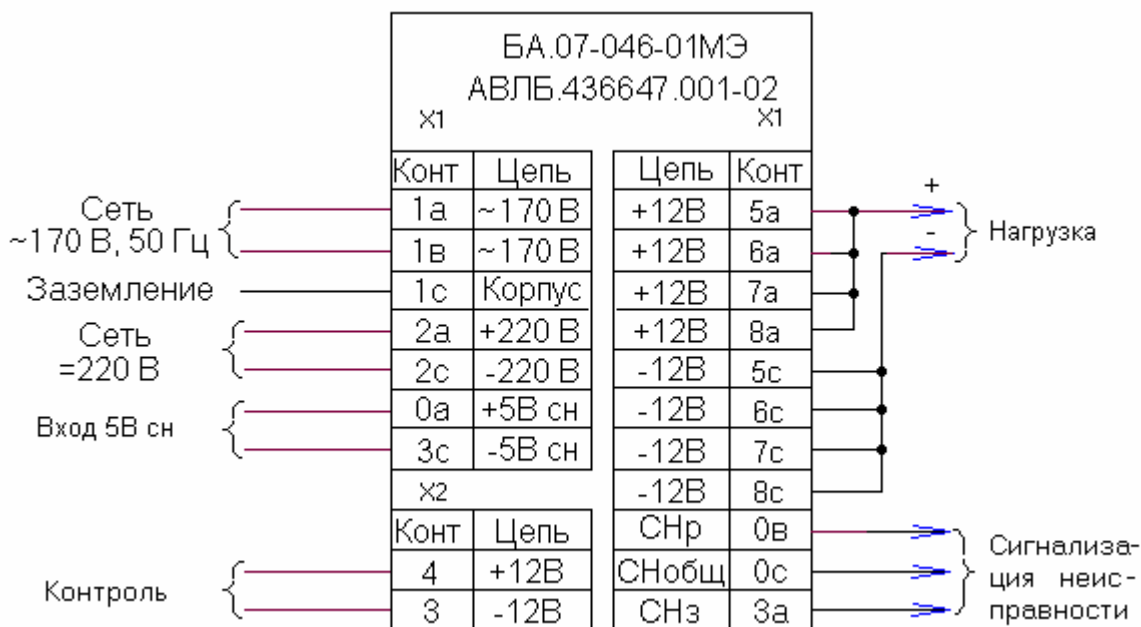 БА.07-046-01МЭ
АВЛБ.436647.001-02
X1 X1
Конт Цепь Цепь Конт
Сеть
~170 В, 50 Гц
1а ~170 В +12В 5а
1в ~170 В +12В 6а
+
-
Нагрузка
Заземление 1с Корпус +12В 7а
Сеть
=220 В
2а +220 В +12В 8а
2с -220 В -12В 5с
Вход 5В сн
0а +5В сн -12В 6с
3с -5В сн -12В 7с
X2 -12В 8с
Конт Цепь СНр 0в
Контроль
4 +12В СНобщ 0с
3 -12В СНз 3а
Сигнализа-
ция неис-
правности